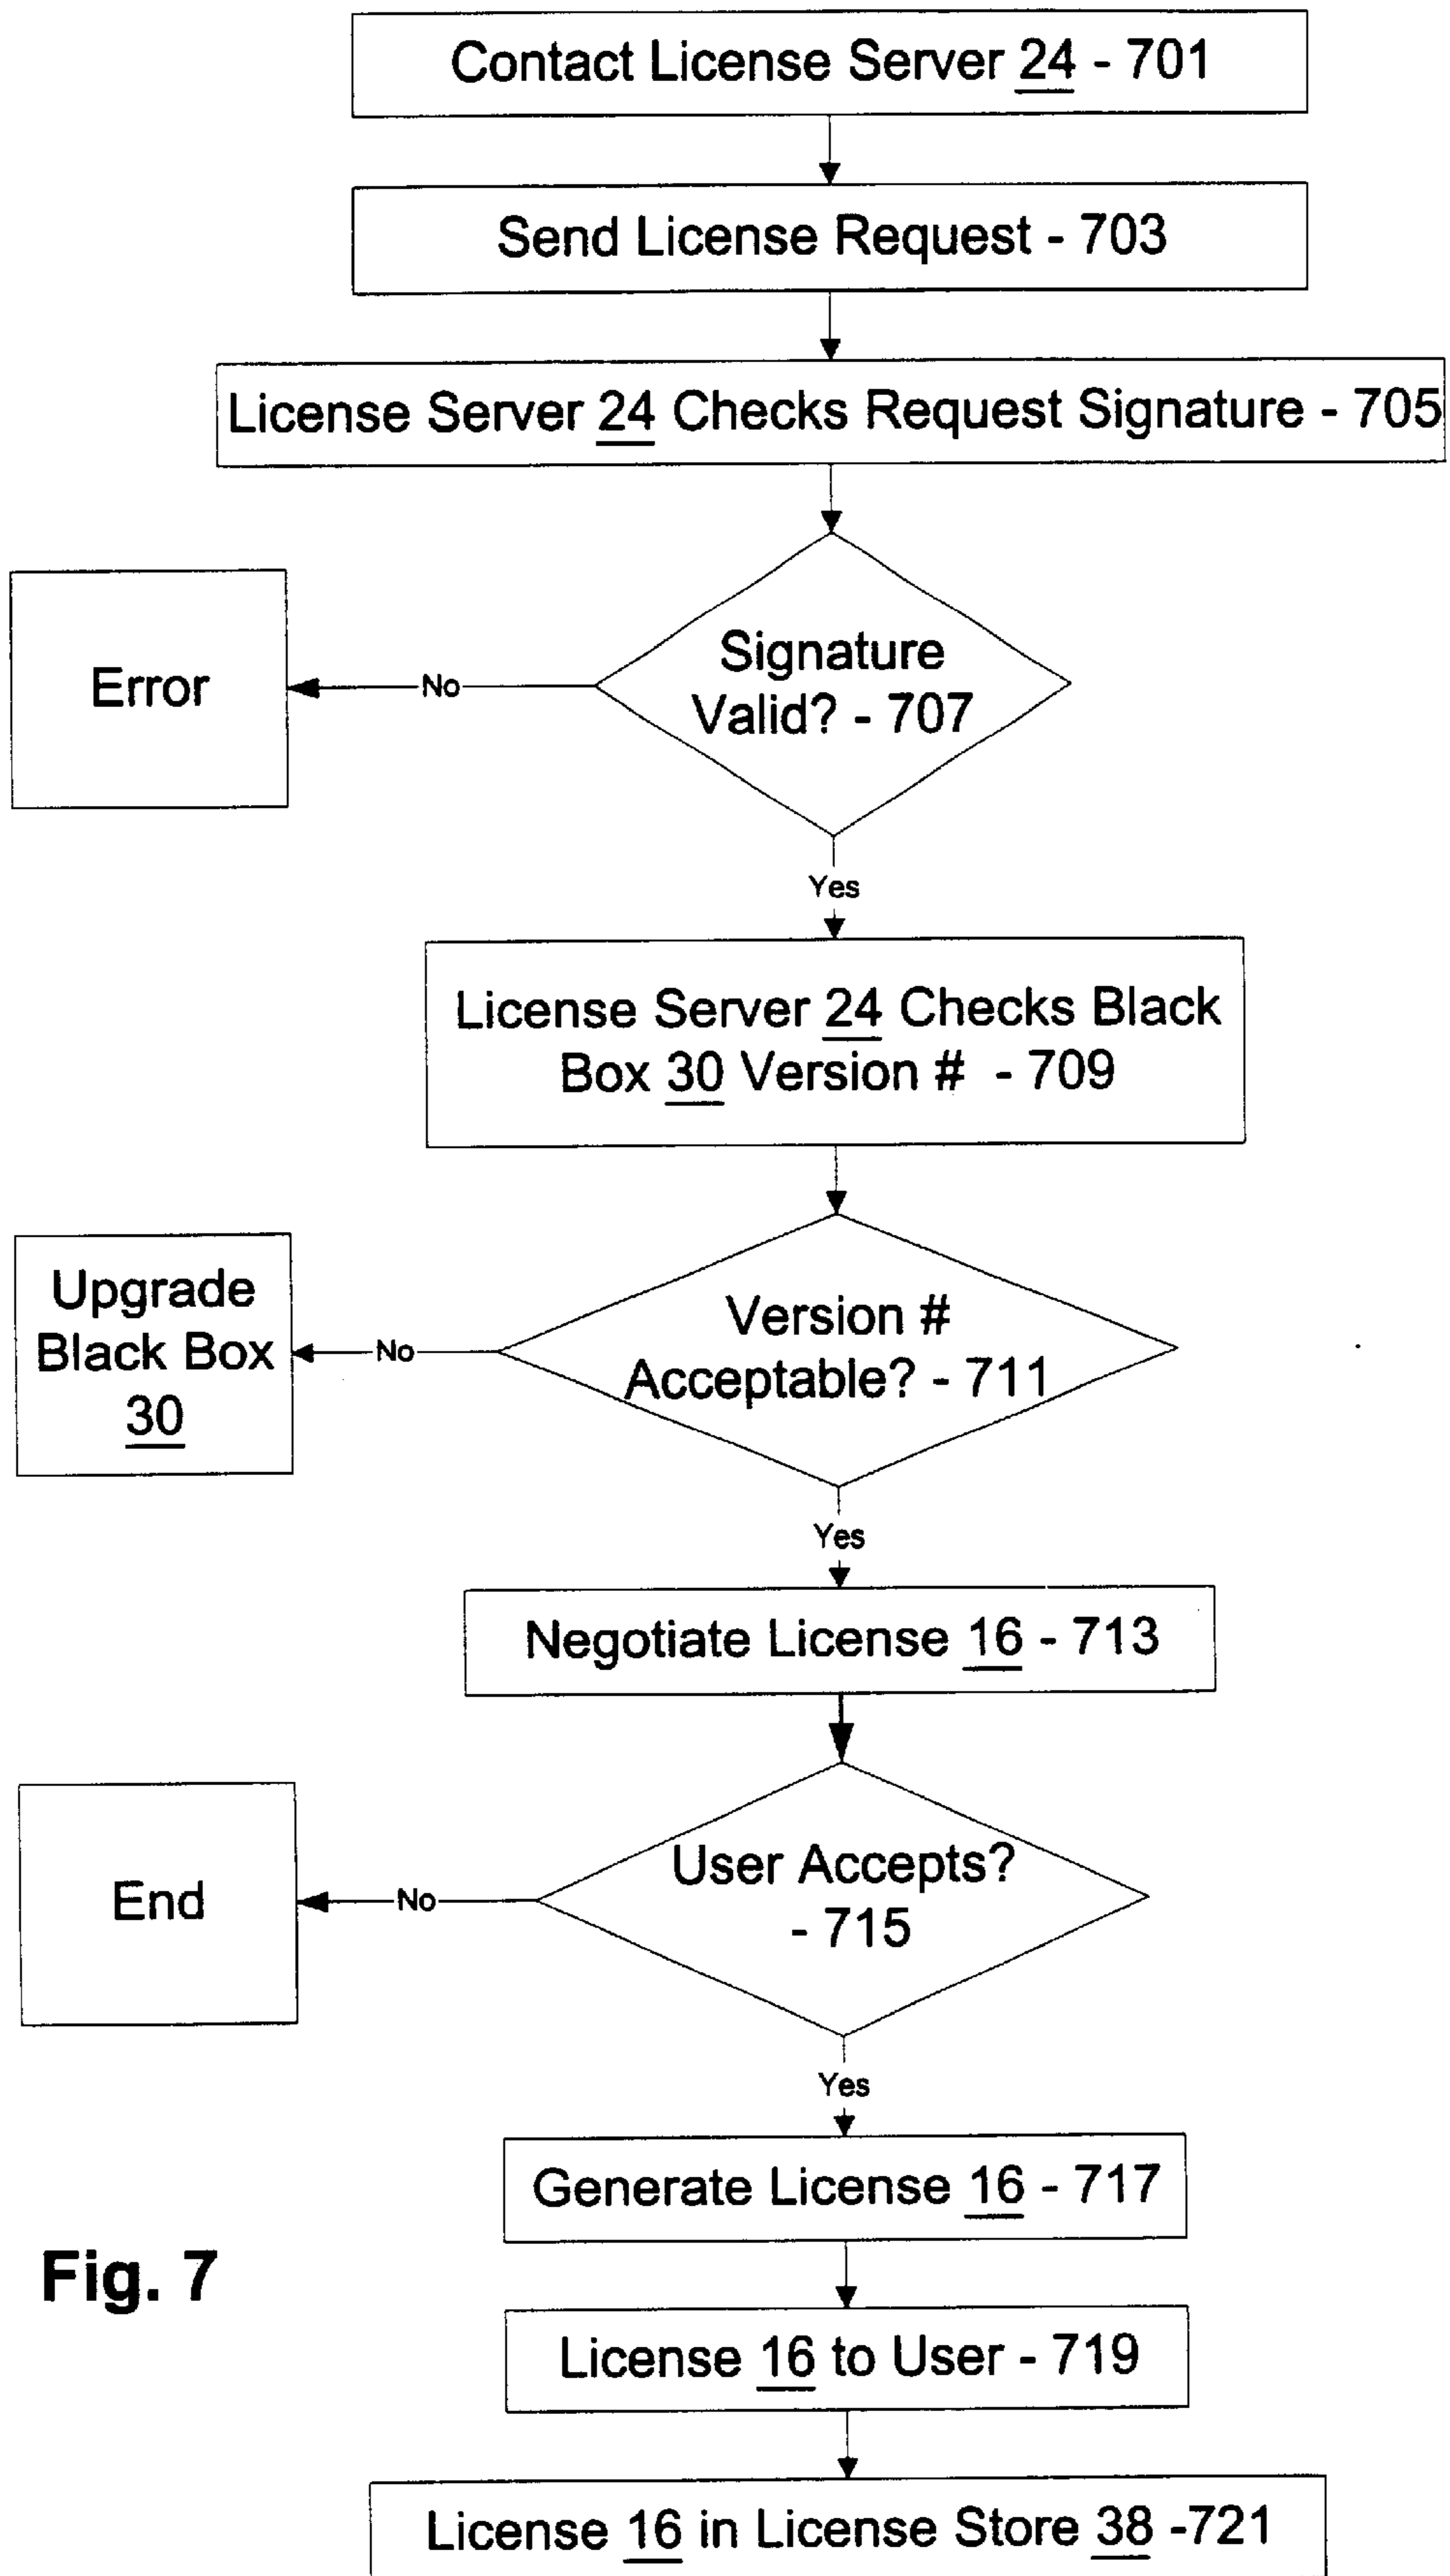 Contact License Server 24 - 701
Send License Request - 703
License Server 24 Checks Request Signature - 705
Signature
Valid? - 707
No
Error
Yes
License Server 24 Checks Black
Box 30 Version # - 709
Version #
Acceptable? - 711
No
Upgrade
Black Box
30
Yes
Negotiate License 16 - 713
User Accepts?
- 715
No
End
Yes
Generate License 16 - 717
Fig. 7
License 16 to User - 719
License 16 in License Store 38 -721